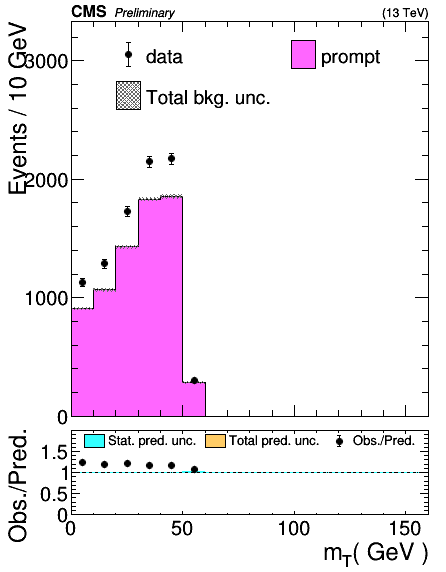 CMS Preliminary (13 TeV)
Events / 10 GeV
3000
2000
1000
0
data
prompt
Total bkg. unc.
Obs./Pred.
1.5
1
0.5
0
Stat. pred. unc.
Total pred. unc.
Obs./Pred.
0 50 100 150
m_T( GeV )